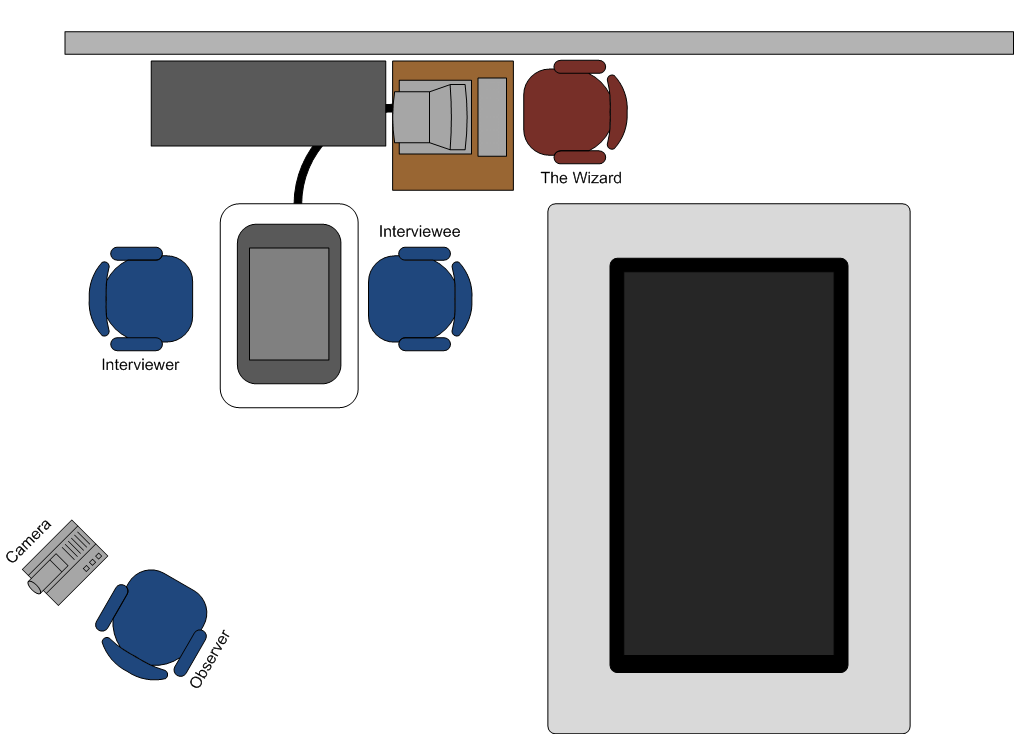 The Wizard
Interviewee
Interviewer
Camera
Observer